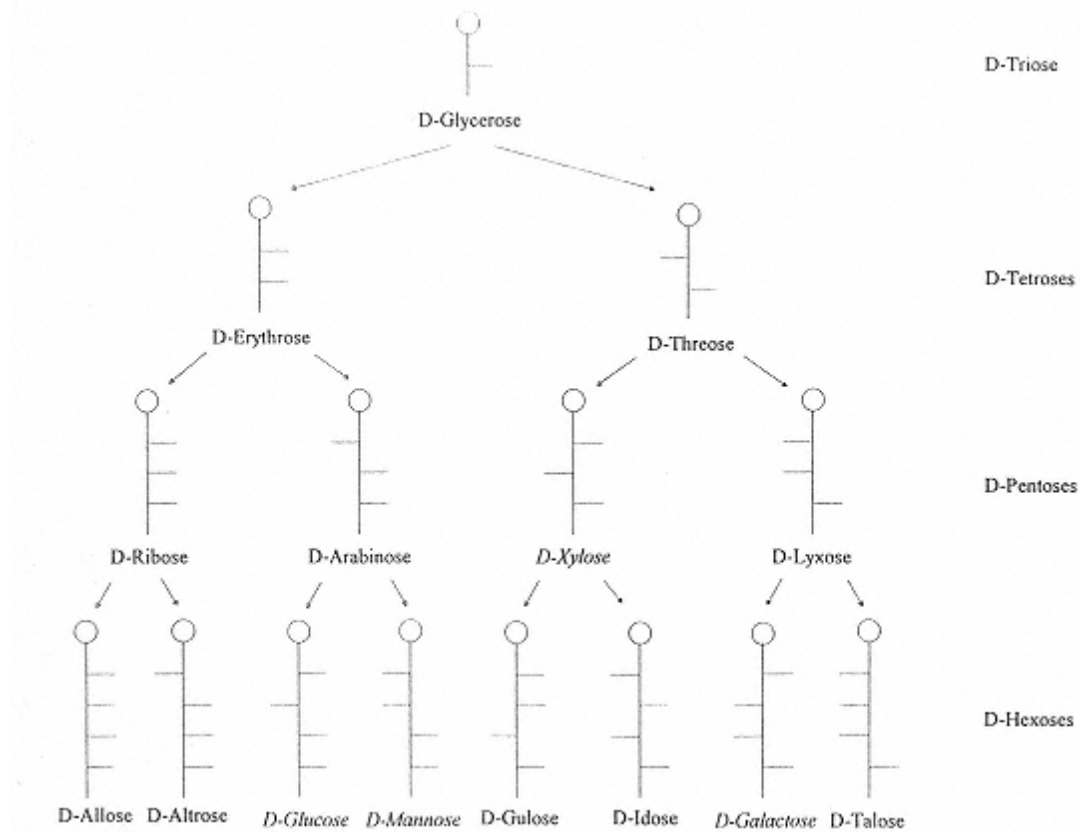 D-Triose
D-Glycerose
D-Tetroses
D-Erythrose
D-Threose
D-Pentoses
D-Ribose
D-Arabinose
D-Xylose
D-Lyxose
D-Hexoses
D-Allose
D-Altrose
D-Glucose
D-Mannose
D-Gulose
D-Idose
D-Galactose
D-Talose